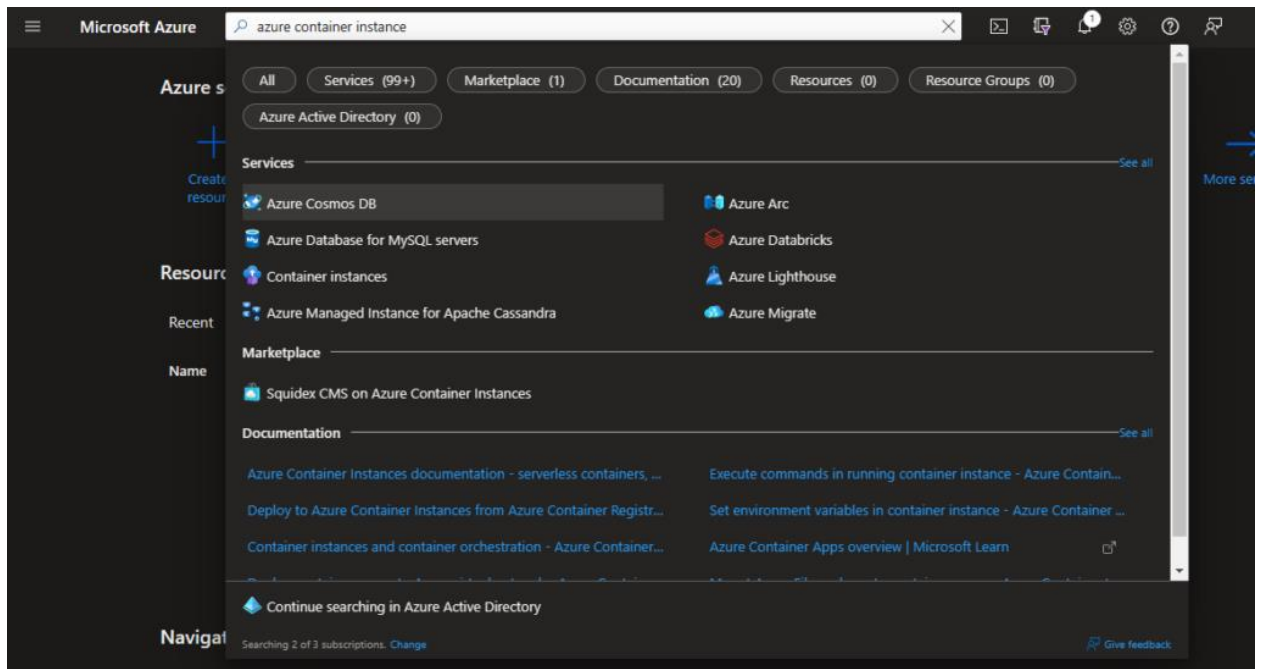 Microsoft Azure
azure container instance
1
All
Services (99+)
Marketplace (1)
Documentation (20)
Resources (0)
Resource Groups (0)
Azure Active Directory (0)
Azure s
Create
resour
More se
Services
See all
Azure Cosmos DB
Azure Arc
Azure Database for MySQL servers
Azure Databricks
Container instances
Azure Lighthouse
Azure Managed Instance for Apache Cassandra
Azure Migrate
Resourc
Recent
Name
Marketplace
Squidex CMS on Azure Container Instances
Documentation
See all
Azure Container Instances documentation - serverless containers, ...
Execute commands in running container instance - Azure Contain...
Deploy to Azure Container Instances from Azure Container Registr...
Set environment variables in container instance - Azure Container ...
Container instances and container orchestration - Azure Container...
Azure Container Apps overview | Microsoft Learn
Continue searching in Azure Active Directory
Navigat
Searching 2 of 3 subscriptions. Change
Give feedback